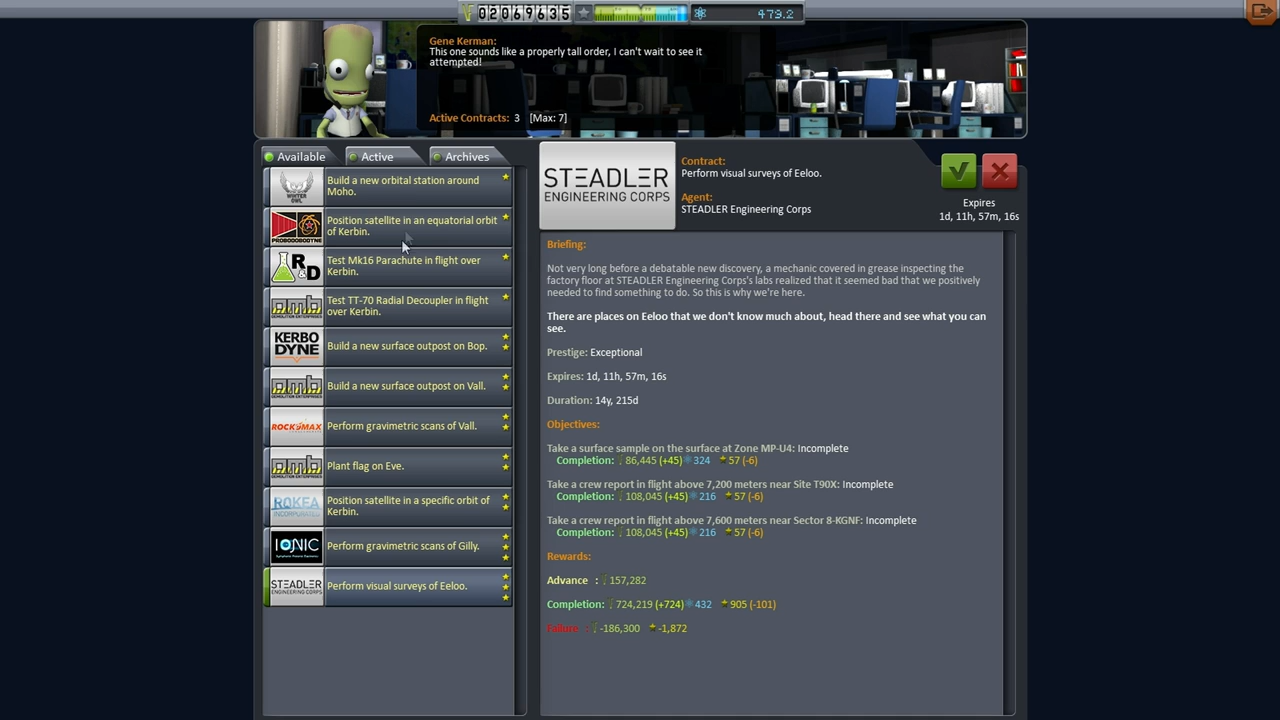 02069635
479.2
Gene Kerman:
This one sounds like a properly tall order, I can't wait to see it
attempted!
Active Contracts: 3 [Max: 7]
Available
Active
Archives
Build a new orbital station around
Moho.
PROBODOBODYNE
Position satellite in an equatorial orbit
of Kerbin.
R&D
Test Mk16 Parachute in flight over
Kerbin.
Test TT-70 Radial Decoupler in flight
over Kerbin.
KERBO
DYNE
Build a new surface outpost on Bop.
Build a new surface outpost on Vall.
ROCKOMAX
Perform gravimetric scans of Vall.
Plant flag on Eve.
ROKEA
INCORPORATED
Position satellite in a specific orbit of
Kerbin.
IONIC
Perform gravimetric scans of Gilly.
STEADLER
ENGINEERING CORPS
Perform visual surveys of Eeloo.
STEADLER
ENGINEERING CORPS
Contract:
Perform visual surveys of Eeloo.
Agent:
STEADLER Engineering Corps
Expires
1d, 11h, 57m, 16s
Briefing:
Not very long before a debatable new discovery, a mechanic covered in grease inspecting the
factory floor at STEADLER Engineering Corps's labs realized that it seemed bad that we positively
needed to find something to do. So this is why we're here.
There are places on Eeloo that we don't know much about, head there and see what you can
see.
Prestige: Exceptional
Expires: 1d, 11h, 57m, 16s
Duration: 14y, 215d
Objectives:
Take a surface sample on the surface at Zone MP-U4: Incomplete
Completion: 86,445 (+45) 324 57 (-6)
Take a crew report in flight above 7,200 meters near Site T90X: Incomplete
Completion: 108,045 (+45) 216 57 (-6)
Take a crew report in flight above 7,600 meters near Sector 8-KGNF: Incomplete
Completion: 108,045 (+45) 216 57 (-6)
Rewards:
Advance : 157,282
Completion: 724,219 (+724) 432 905 (-101)
Failure : -186,300 -1,872